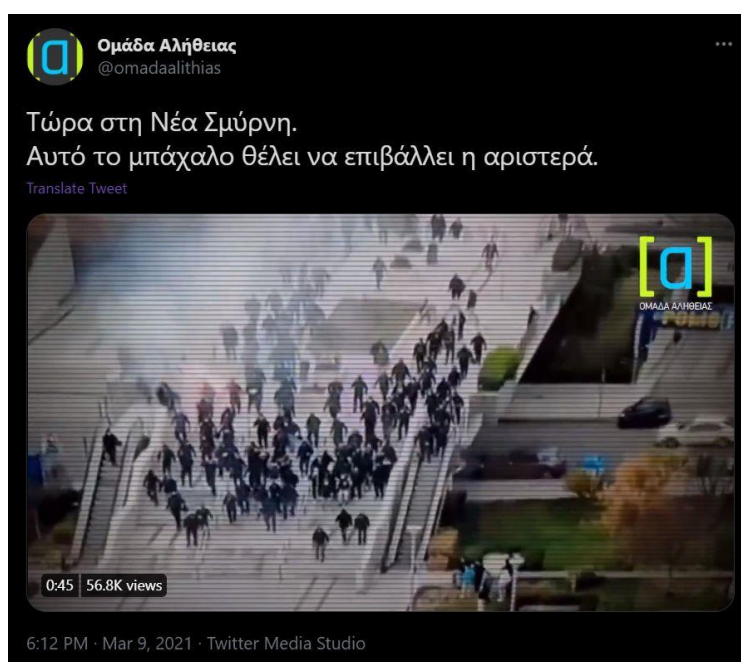 Ομάδα Αλήθειας
@omadaalithias
Τώρα στη Νέα Σμύρνη.
Αυτό το μπάχαλο θέλει να επιβάλλει η αριστερά.
Translate Tweet
[α]
ΟΜΑΔΑ ΑΛΗΘΕΙΑΣ
0:45 56.8K views
6:12 PM · Mar 9, 2021 · Twitter Media Studio